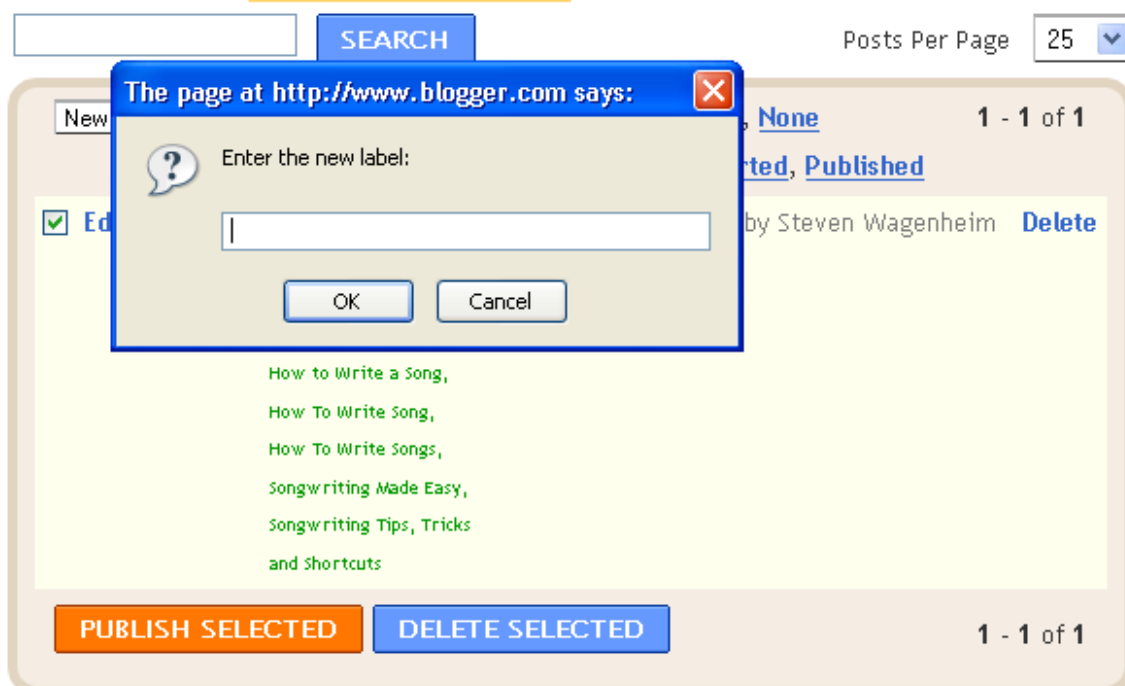 SEARCH Posts Per Page 25
The page at http://www.blogger.com says:
New , None 1 - 1 of 1
Enter the new label:
rted, Published
Ed by Steven Wagenheim Delete
OK Cancel
How to Write a Song,
How To Write Song,
How To Write Songs,
Songwriting Made Easy,
Songwriting Tips, Tricks
and Shortcuts
PUBLISH SELECTED DELETE SELECTED 1 - 1 of 1